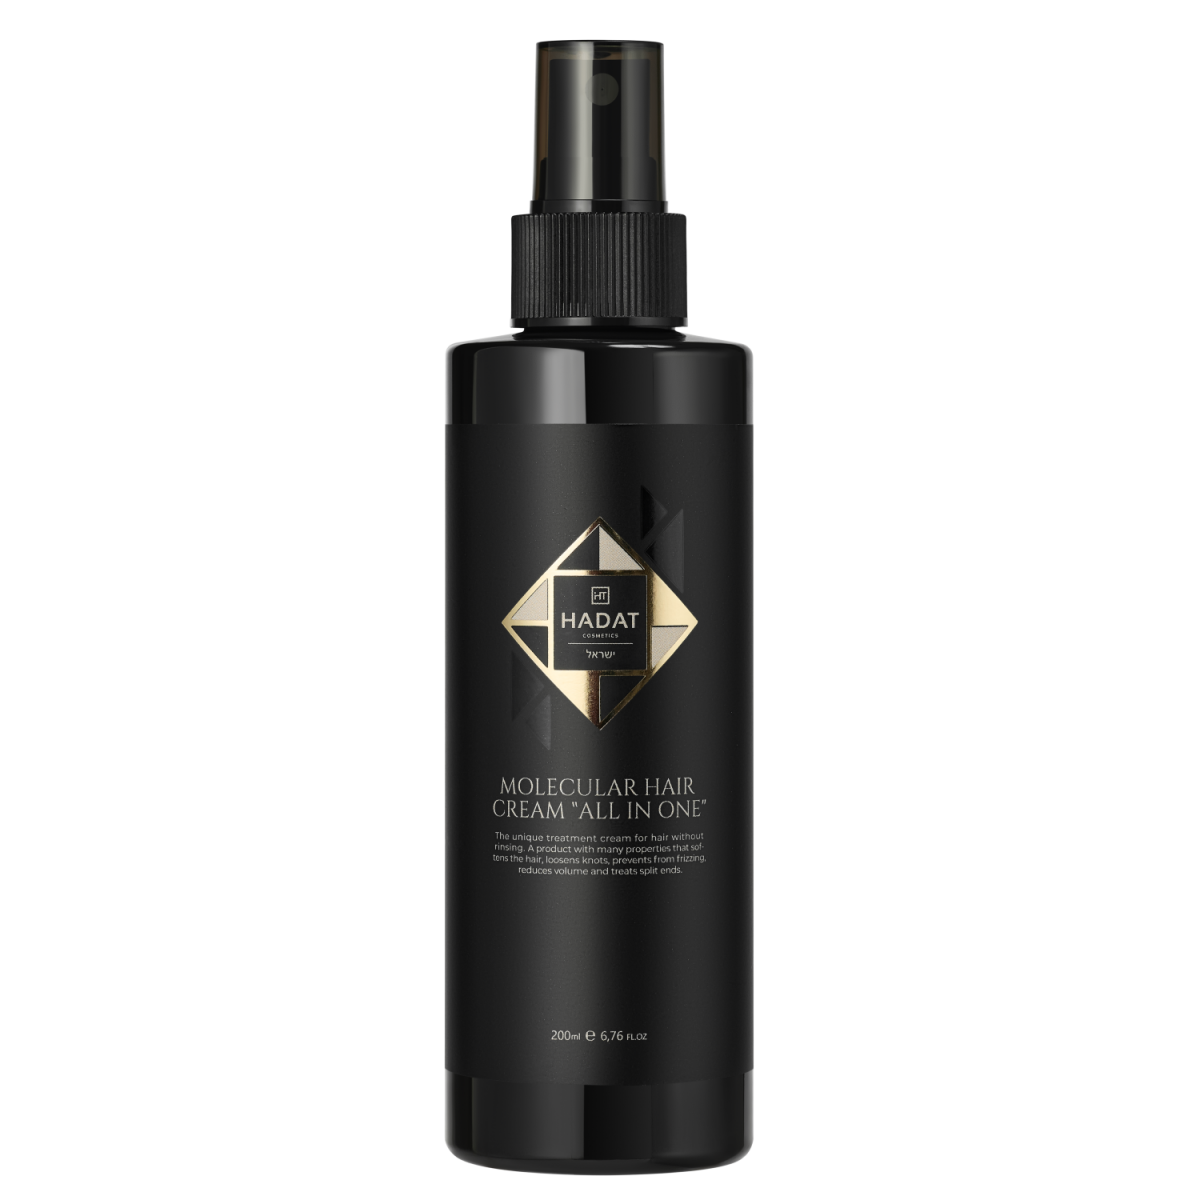 HT
HADAT
COSMETICS
ישראל
MOLECULAR HAIR
CREAM "ALL IN ONE"
The unique treatment cream for hair without
rinsing. A product with many properties that sof-
tens the hair, loosens knots, prevents from frizzing,
reduces volume and treats split ends.
200ml ℮ 6,76 FL.OZ